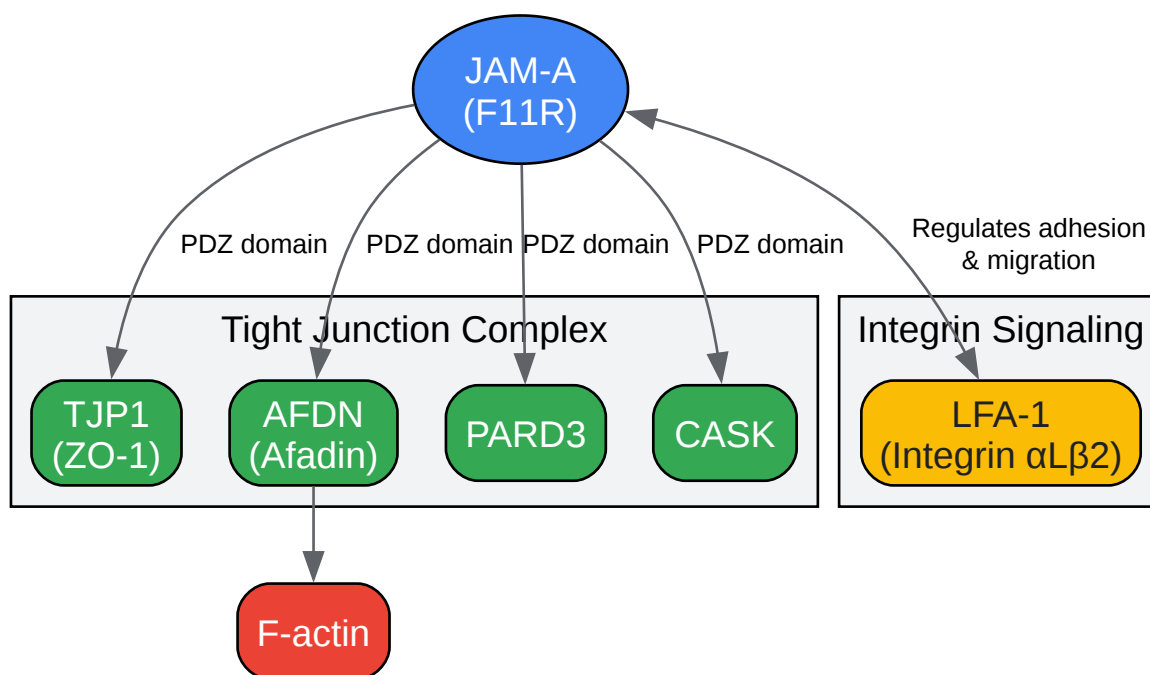 JAM-A
(F11R)
PDZ domain
PDZ domain
PDZ domain
PDZ domain
Regulates adhesion
& migration
Tight Junction Complex
Integrin Signaling
TJP1
(ZO-1)
AFDN
(Afadin)
PARD3
CASK
LFA-1
(Integrin αLβ2)
F-actin